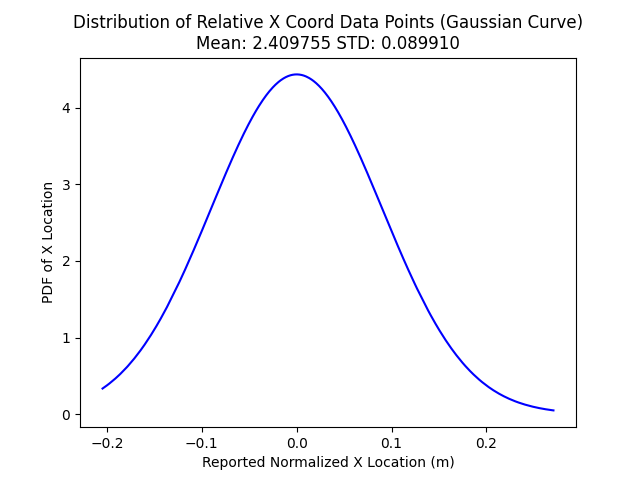 Distribution of Relative X Coord Data Points (Gaussian Curve)
Mean: 2.409755 STD: 0.089910
4
3
2
1
0
PDF of X Location
−0.2
−0.1
0.0
0.1
0.2
Reported Normalized X Location (m)